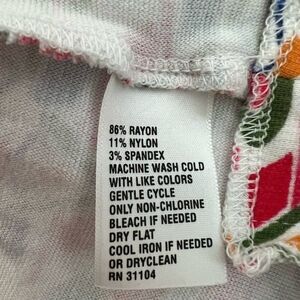 86% RAYON
11% NYLON
3% SPANDEX
MACHINE WASH COLD
WITH LIKE COLORS
GENTLE CYCLE
ONLY NON-CHLORINE
BLEACH IF NEEDED
DRY FLAT
COOL IRON IF NEEDED
OR DRYCLEAN
RN 31104